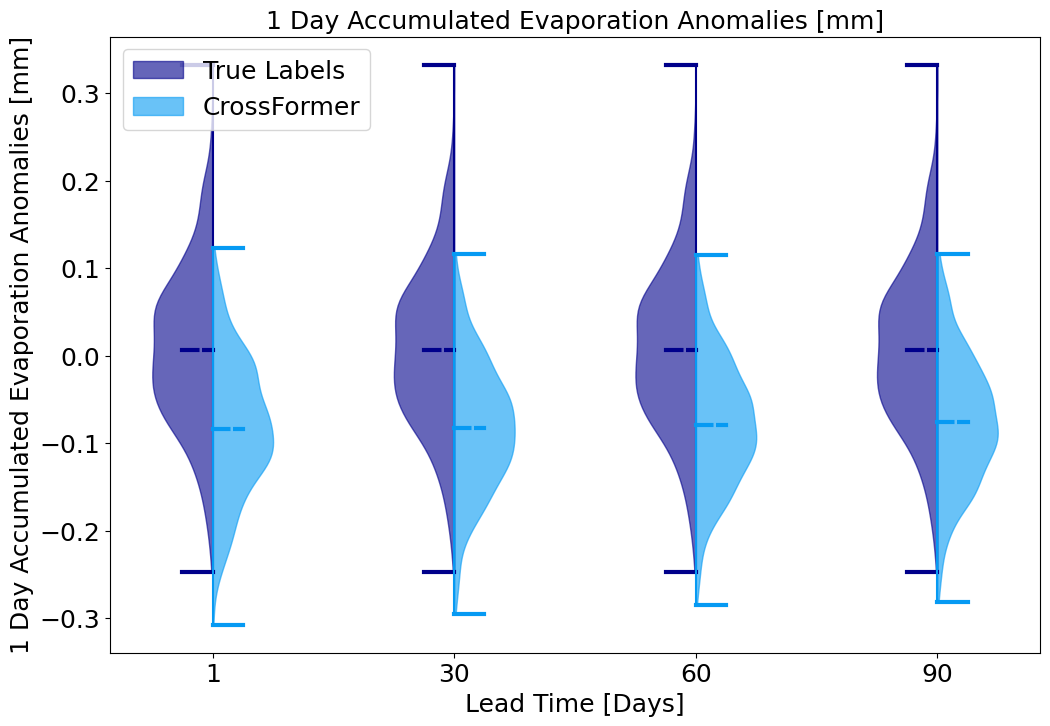 1 Day Accumulated Evaporation Anomalies [mm]
1 Day Accumulated Evaporation Anomalies [mm]
True Labels
CrossFormer
0.3
0.2
0.1
0.0
−0.1
−0.2
−0.3
1 30 60 90
Lead Time [Days]